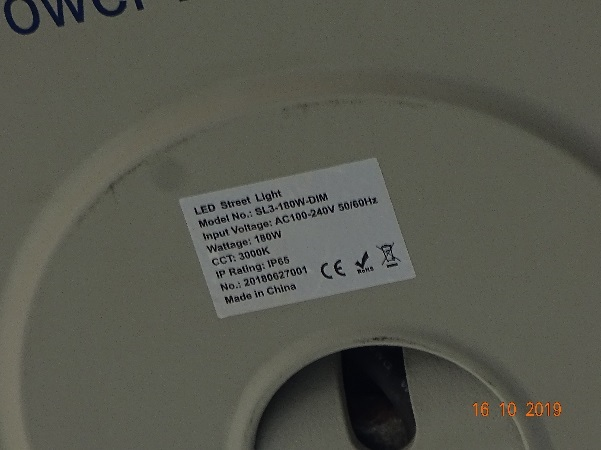 LED Street Light
Model No.: SL3-180W-DIM
Input Voltage: AC100-240V 50/60Hz
Wattage: 180W
CCT: 3000K
IP Rating: IP65
No.: 20180627001
Made in China
CE
RoHS
16 10 2019